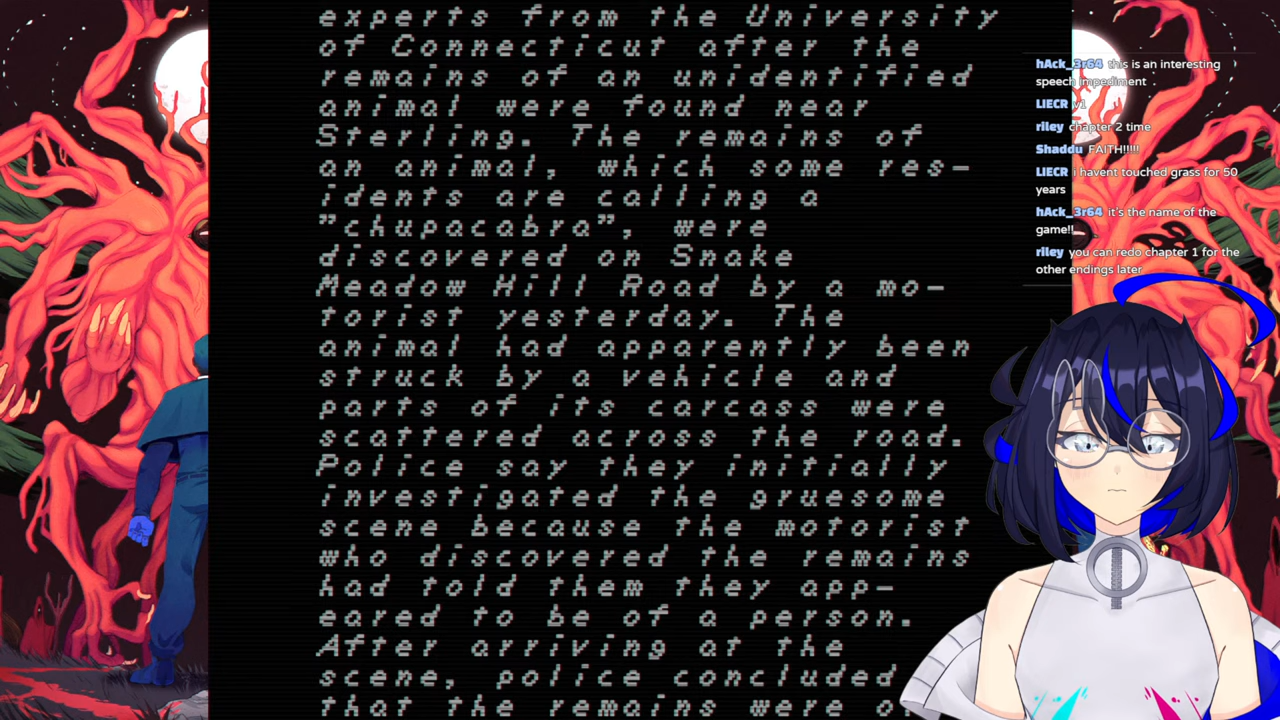 experts from the University
of Connecticut after the
remains of an unidentified
animal were found near
Sterling. The remains of
an animal, which some res-
idents are calling a
"chupacabra", were
discovered on Snake
Meadow Hill Road by a mo-
torist yesterday. The
animal had apparently been
struck by a vehicle and
parts of its carcass were
scattered across the road.
Police say they initially
investigated the gruesome
scene because the motorist
who discovered the remains
had told them they app-
eared to be of a person.
After arriving at the
scene, police concluded
that the remains were
hAck_3r64 this is an interesting
speech impediment
LIECR v1
riley chapter 2 time
Shaddu FAITH!!!!!
LIECR i havent touched grass for 50
years
hAck_3r64 it's the name of the
game!!
riley you can redo chapter 1 for the
other endings later